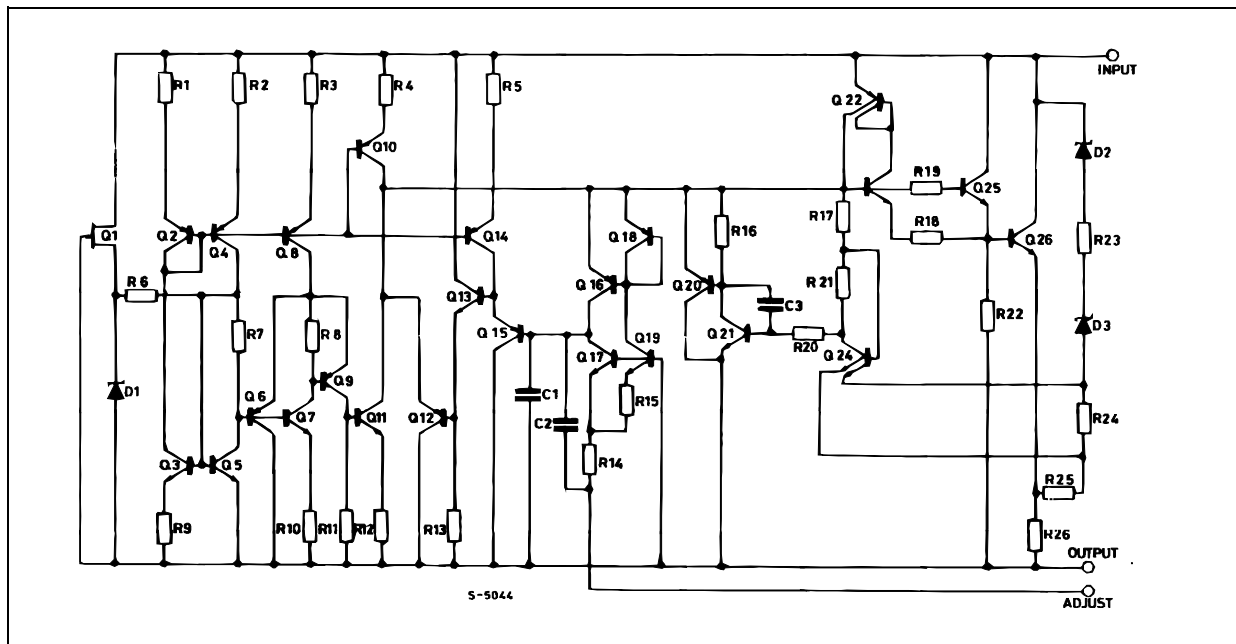 INPUT
R1 R2 R3 R4 R5
Q22
D2
Q10
R19
Q25
R17 R18
R16
Q1 Q2 Q4 Q8 Q14 Q18 Q26 R23
R6
Q13 Q16 Q20 R21
C3
R7 R8 Q15 Q19 Q21 R20 R22 D3
Q17 Q24
D1 Q6 Q9 C1 R15
Q7 Q11 Q12 C2 R24
Q3 Q5 R14
R25
R9 R10 R11 R12 R13 R26
OUTPUT
S-5044
ADJUST